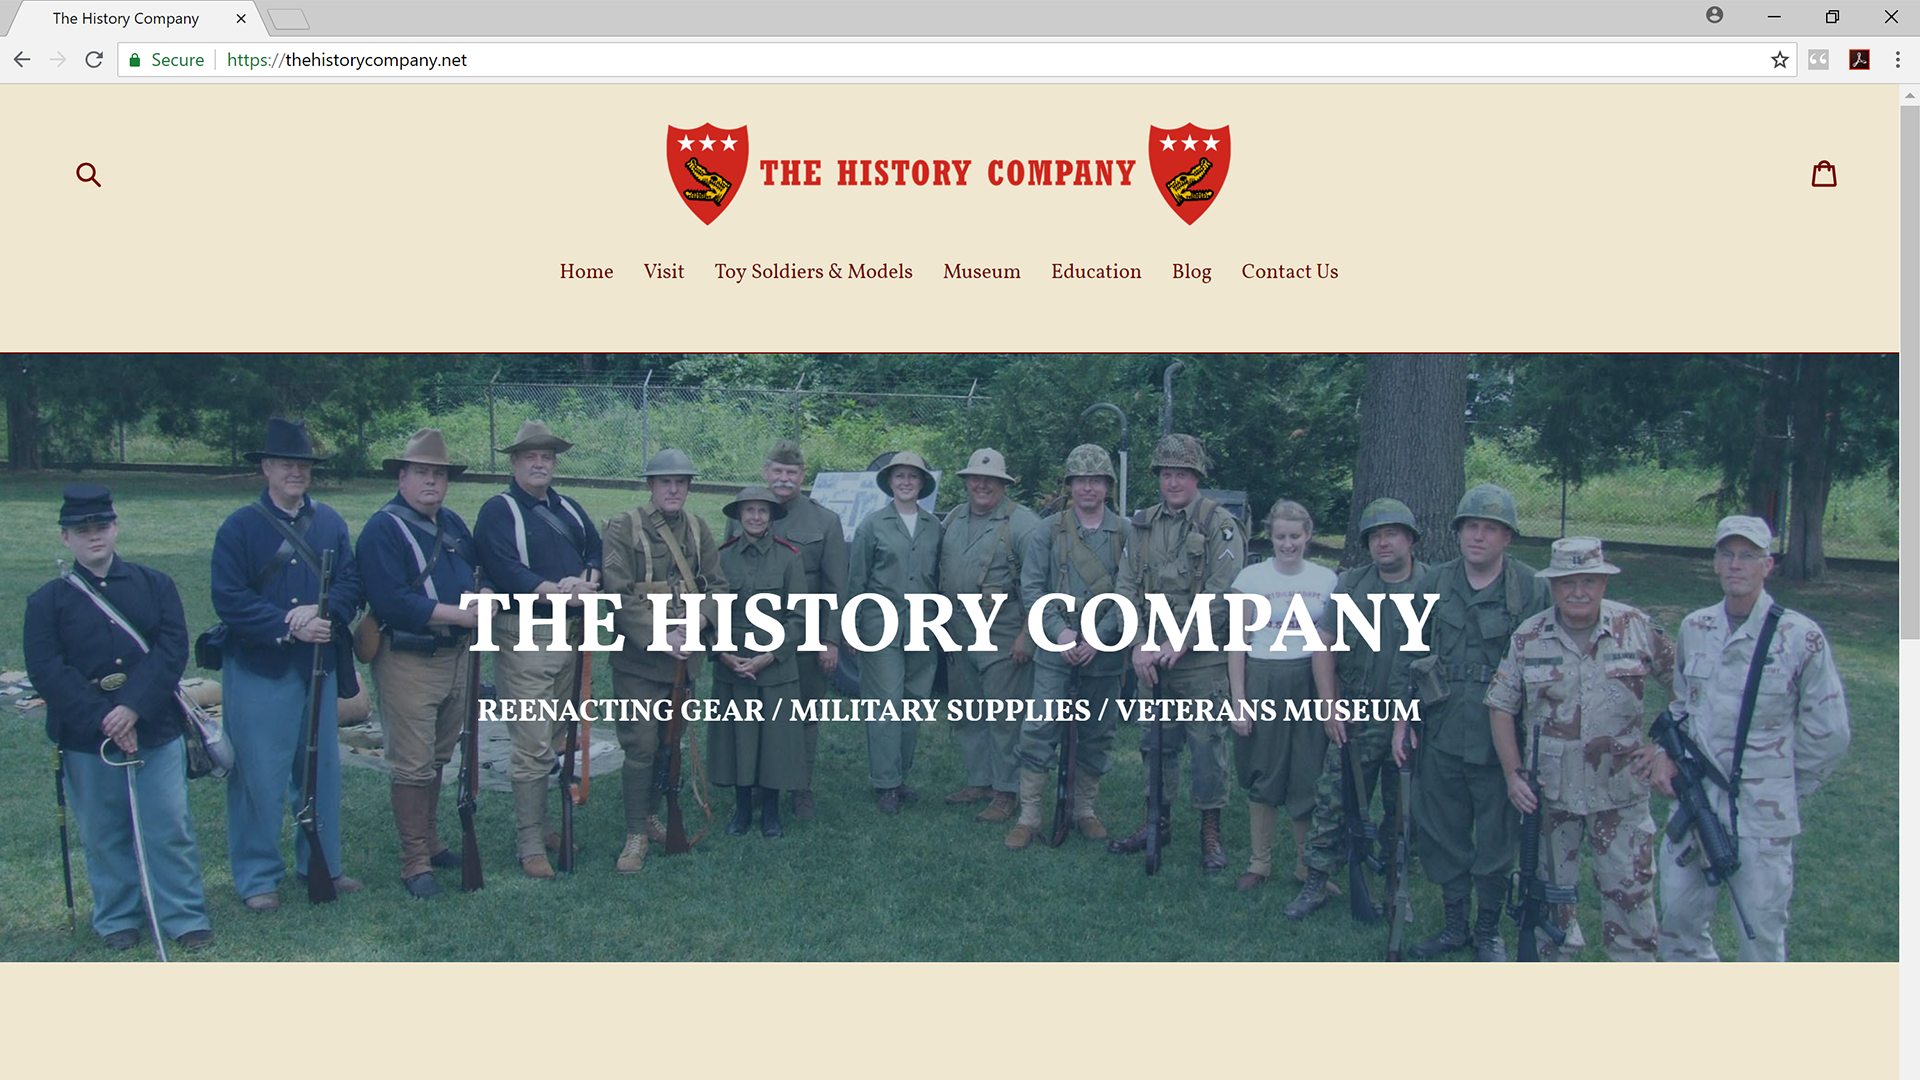 The History Company
Secure https://thehistorycompany.net
THE HISTORY COMPANY
Home Visit Toy Soldiers & Models Museum Education Blog Contact Us
THE HISTORY COMPANY
REENACTING GEAR / MILITARY SUPPLIES / VETERANS MUSEUM